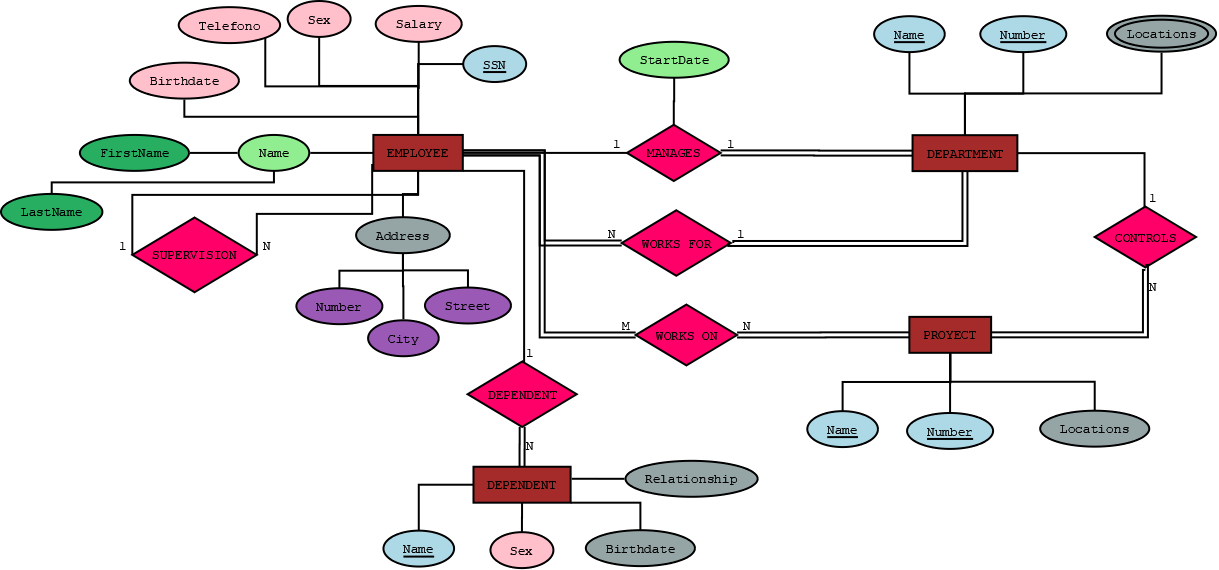 Telefono
Sex
Salary
SSN
Birthdate
StartDate
Name
Number
Locations
FirstName
Name
EMPLOYEE
1
MANAGES
1
DEPARTMENT
LastName
1
SUPERVISION
N
Address
N
WORKS FOR
1
1
CONTROLS
N
Number
City
Street
M
WORKS ON
N
PROYECT
1
DEPENDENT
N
Name
Number
Locations
DEPENDENT
Relationship
Name
Sex
Birthdate